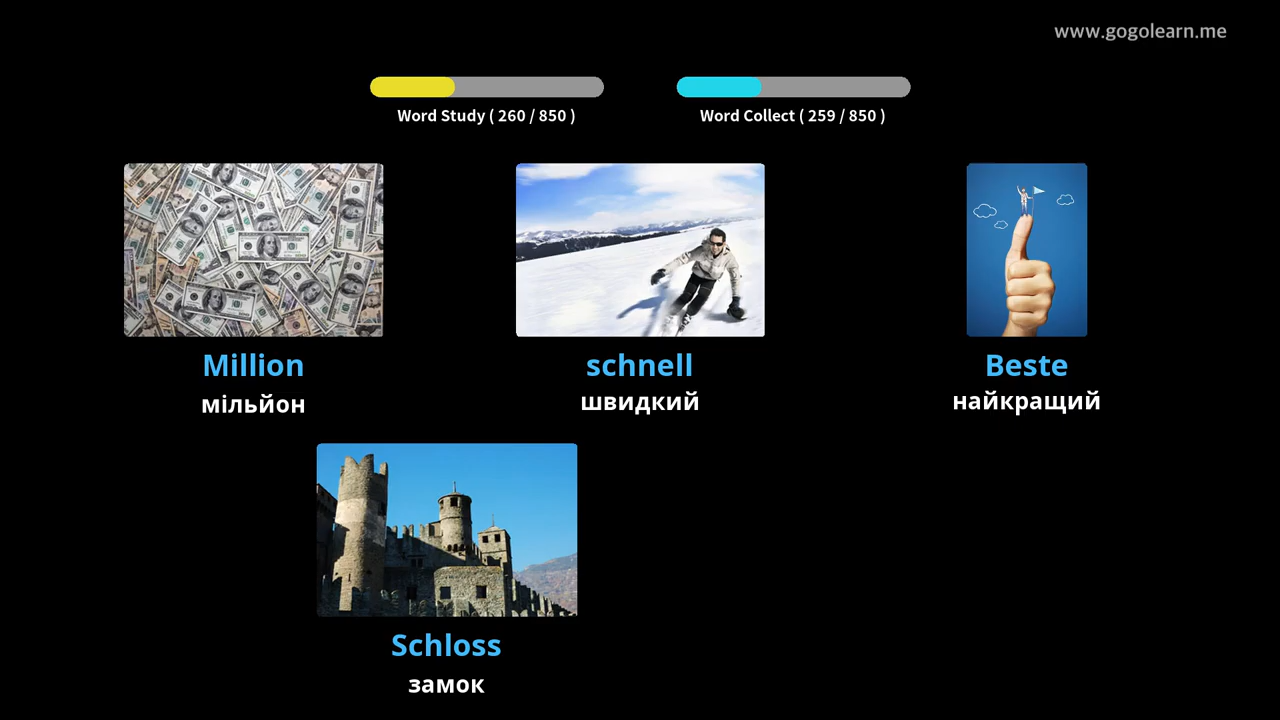 www.gogolearn.me
Word Study ( 260 / 850 )
Word Collect ( 259 / 850 )
Million
мільйон
schnell
швидкий
Beste
найкращий
Schloss
замок